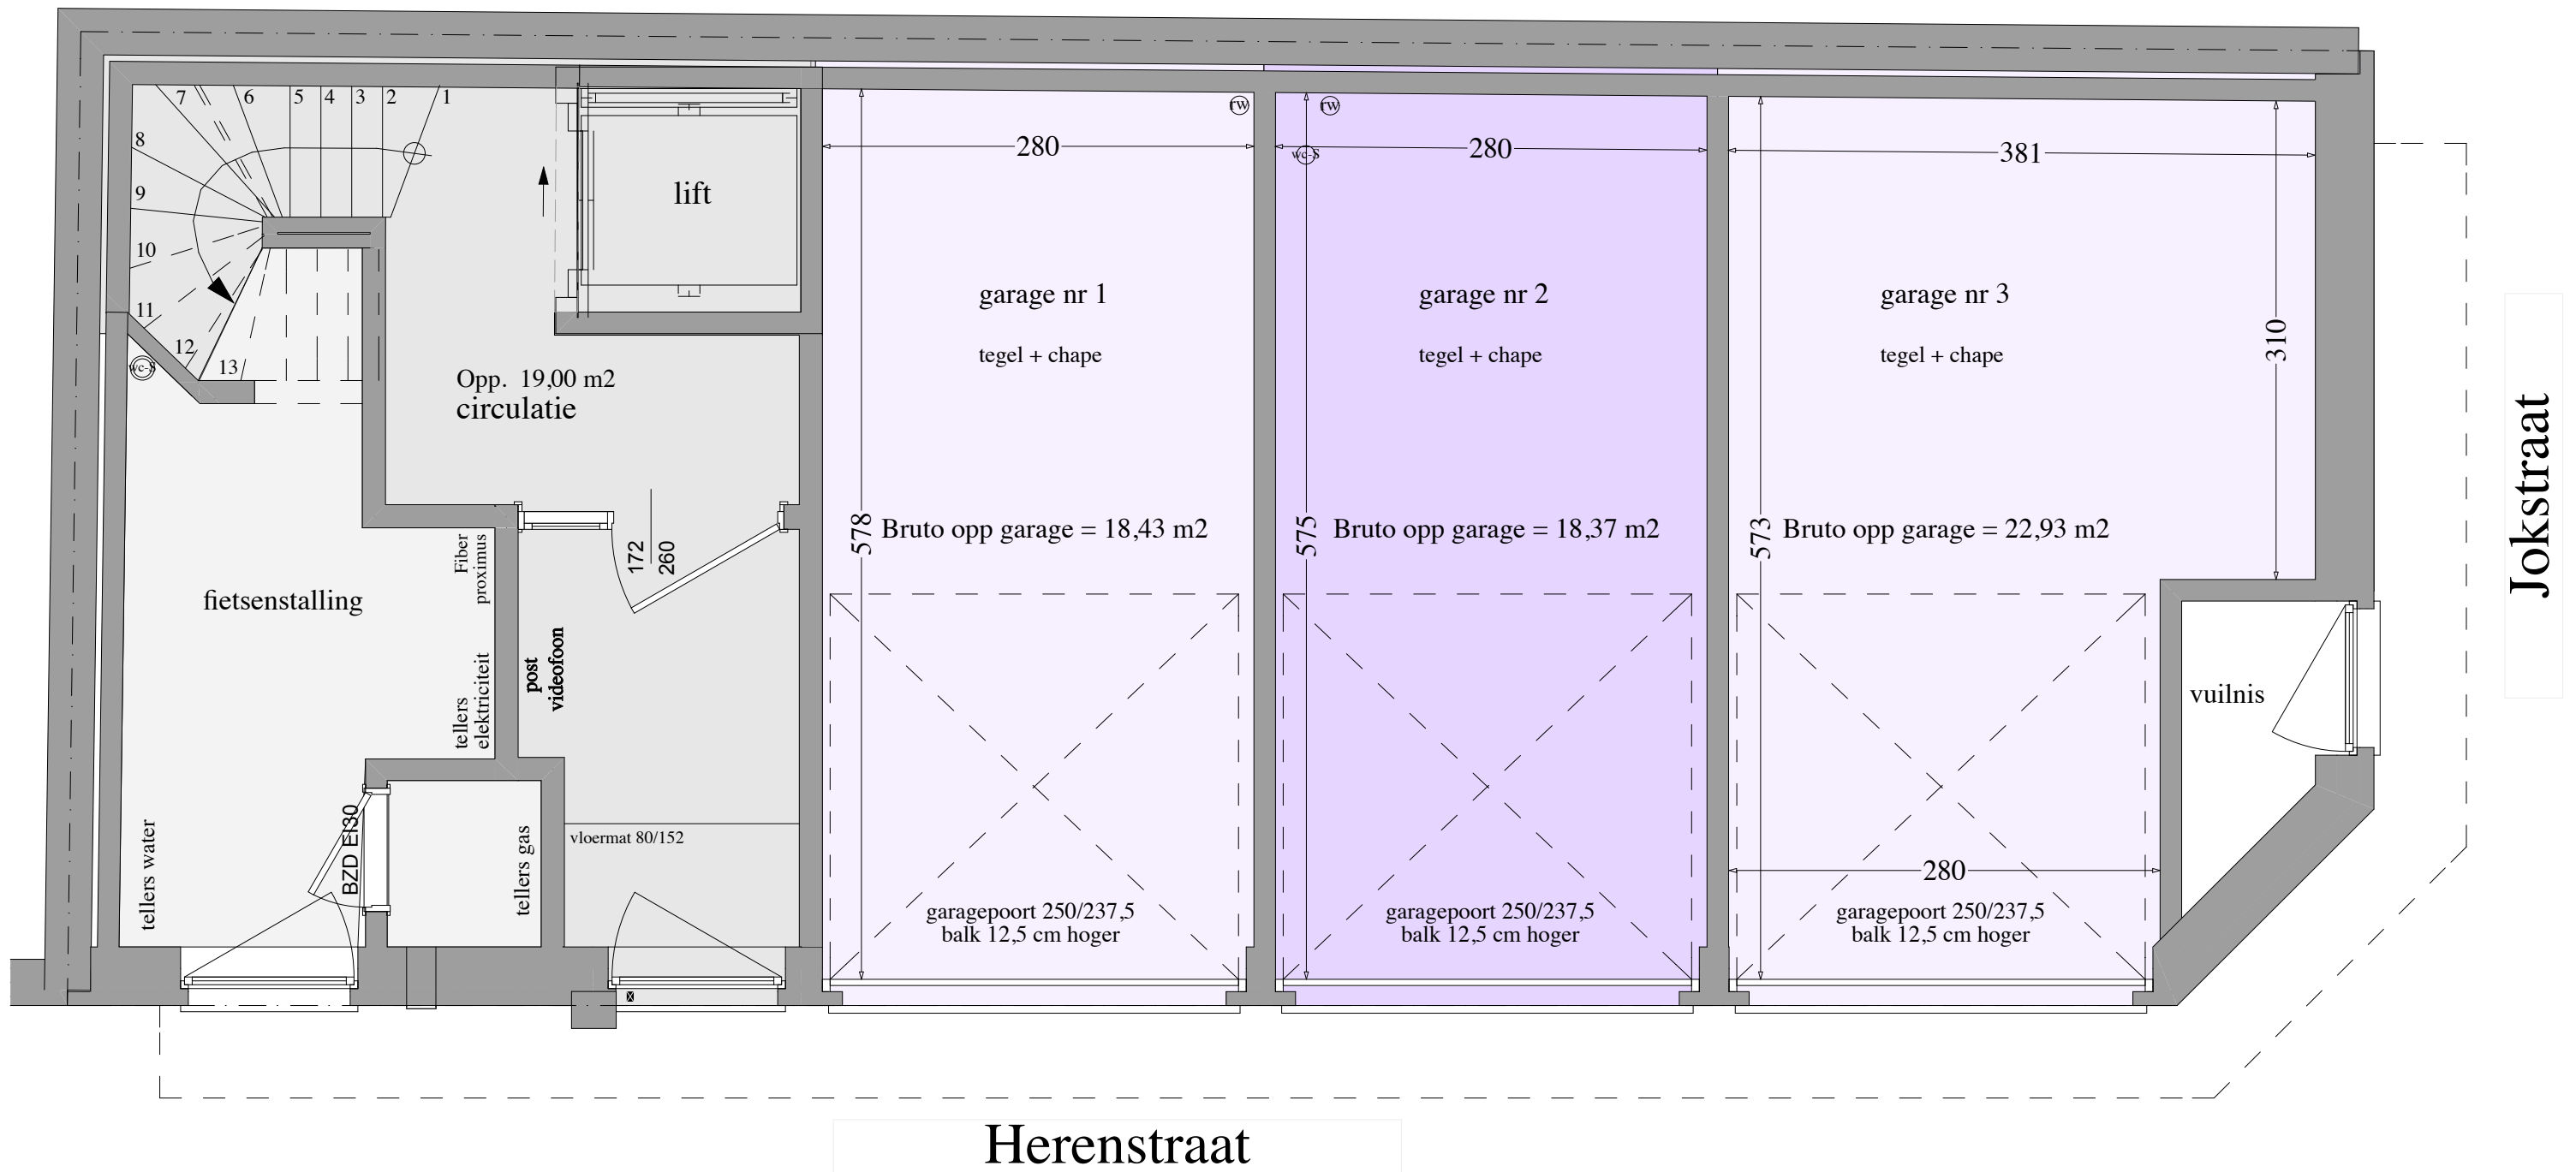 7
6
5
4
3
2
1
8
9
10
11
12
13
wc-S
lift
Opp. 19,00 m2
circulatie
172
260
fietsenstalling
Fiber
proximus
tellers
elektriciteit
post
videofoon
tellers water
BZD EI30
tellers gas
vloermat 80/152
rw
280
garage nr 1
tegel + chape
578
Bruto opp garage = 18,43 m2
garagepoort 250/237,5
balk 12,5 cm hoger
rw
wc-S
280
garage nr 2
tegel + chape
575
Bruto opp garage = 18,37 m2
garagepoort 250/237,5
balk 12,5 cm hoger
381
garage nr 3
310
tegel + chape
573
Bruto opp garage = 22,93 m2
280
garagepoort 250/237,5
balk 12,5 cm hoger
vuilnis
Jokstraat
Herenstraat